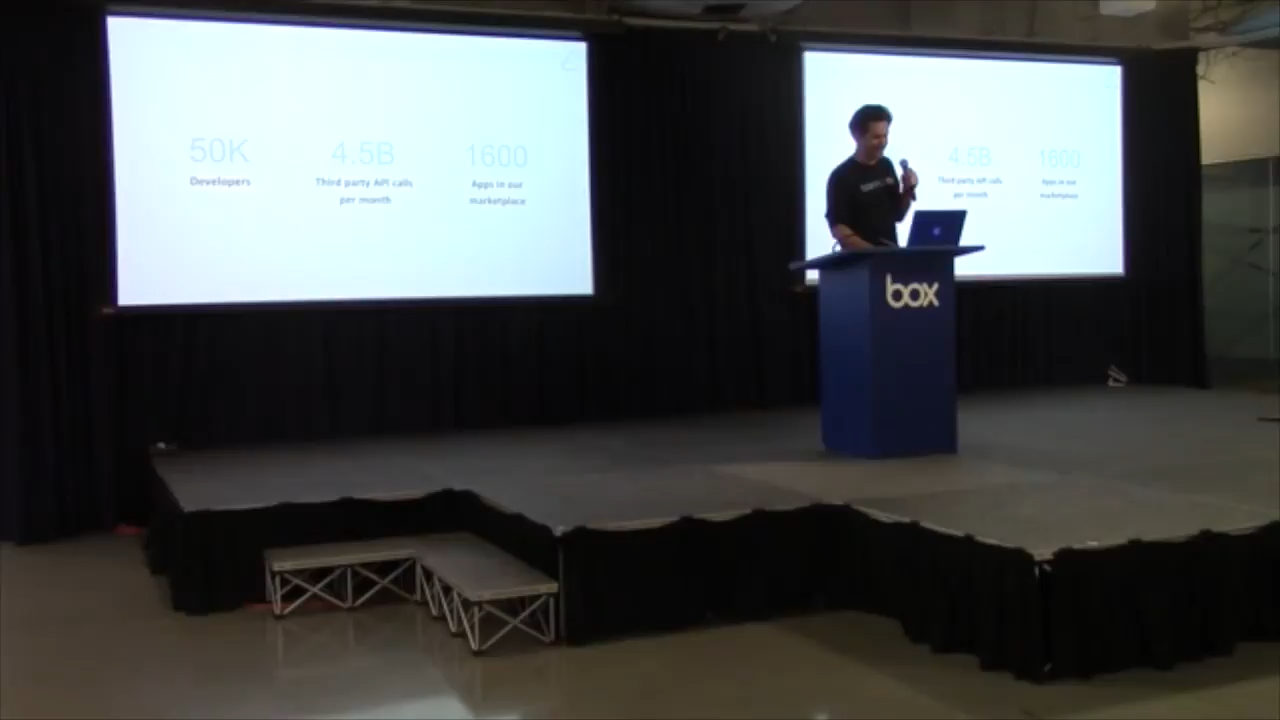 50K
Developers
4.5B
Third party API calls
per month
1600
Apps in our
marketplace
4.5B
Third party API calls
per month
1600
Apps in our
marketplace
box